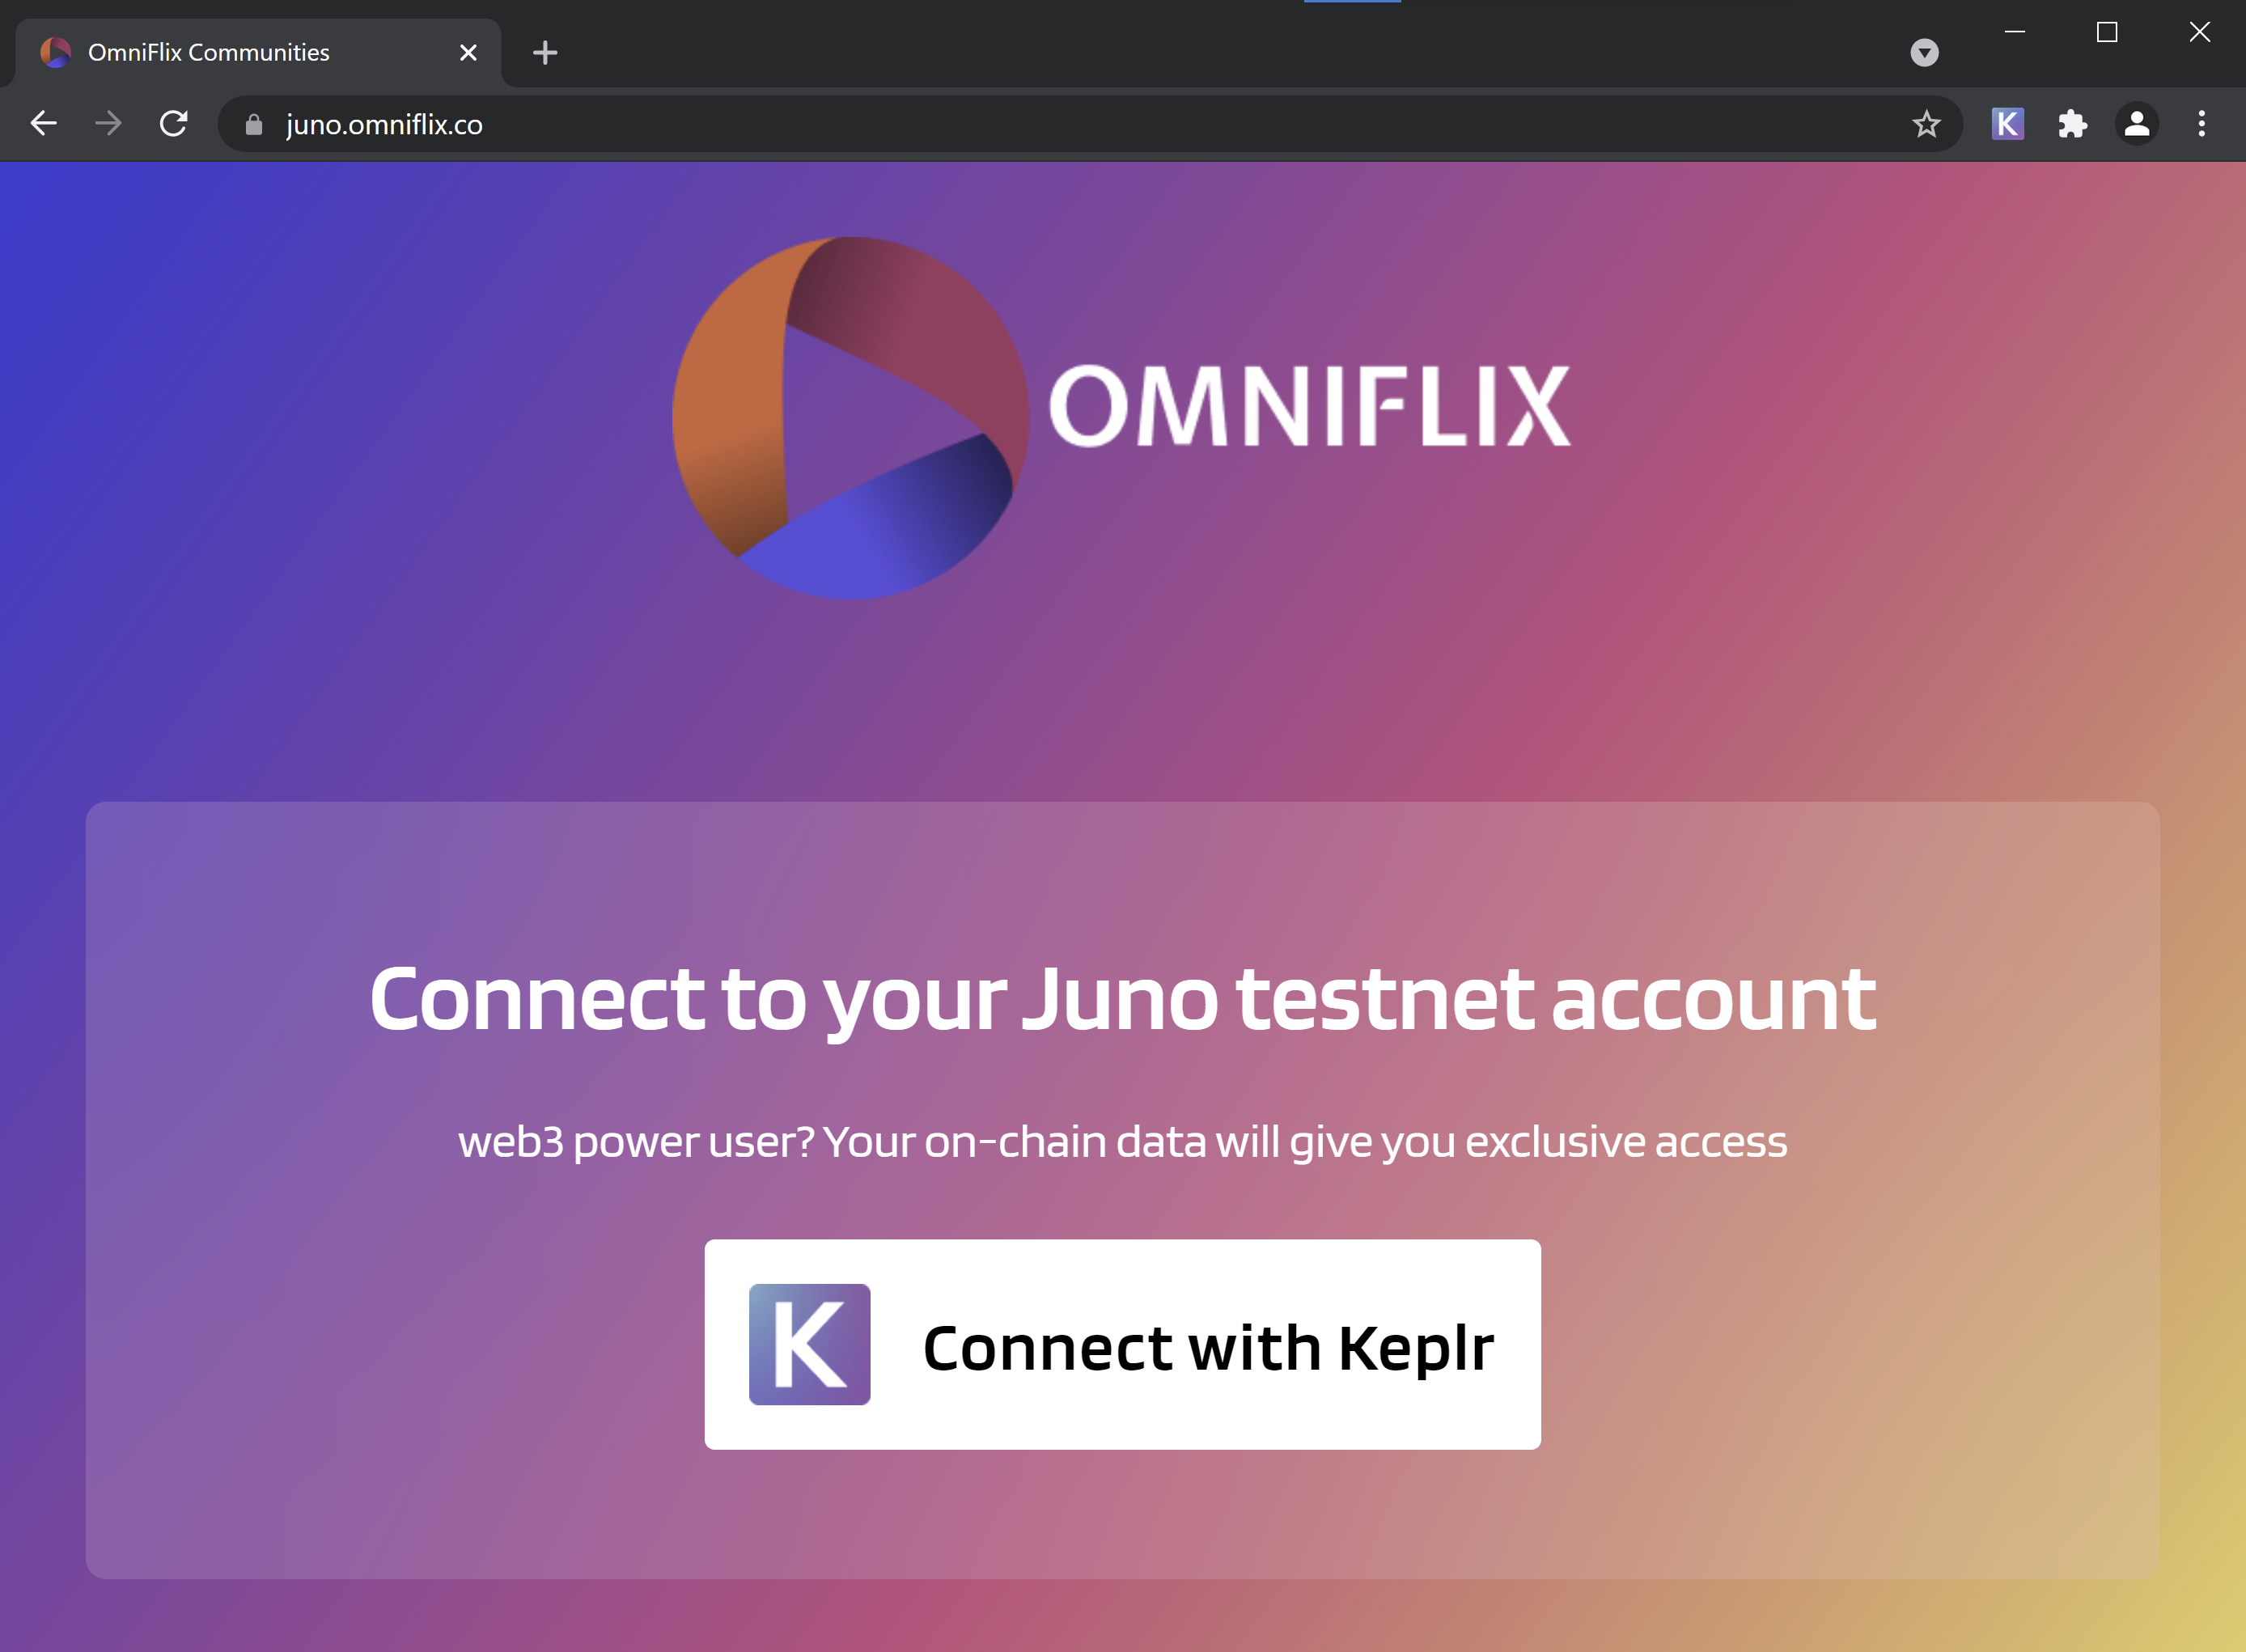 OmniFlix Communities
juno.omniflix.co
K
OMNIFLIX
Connect to your Juno testnet account
web3 power user? Your on-chain data will give you exclusive access
K
Connect with Keplr